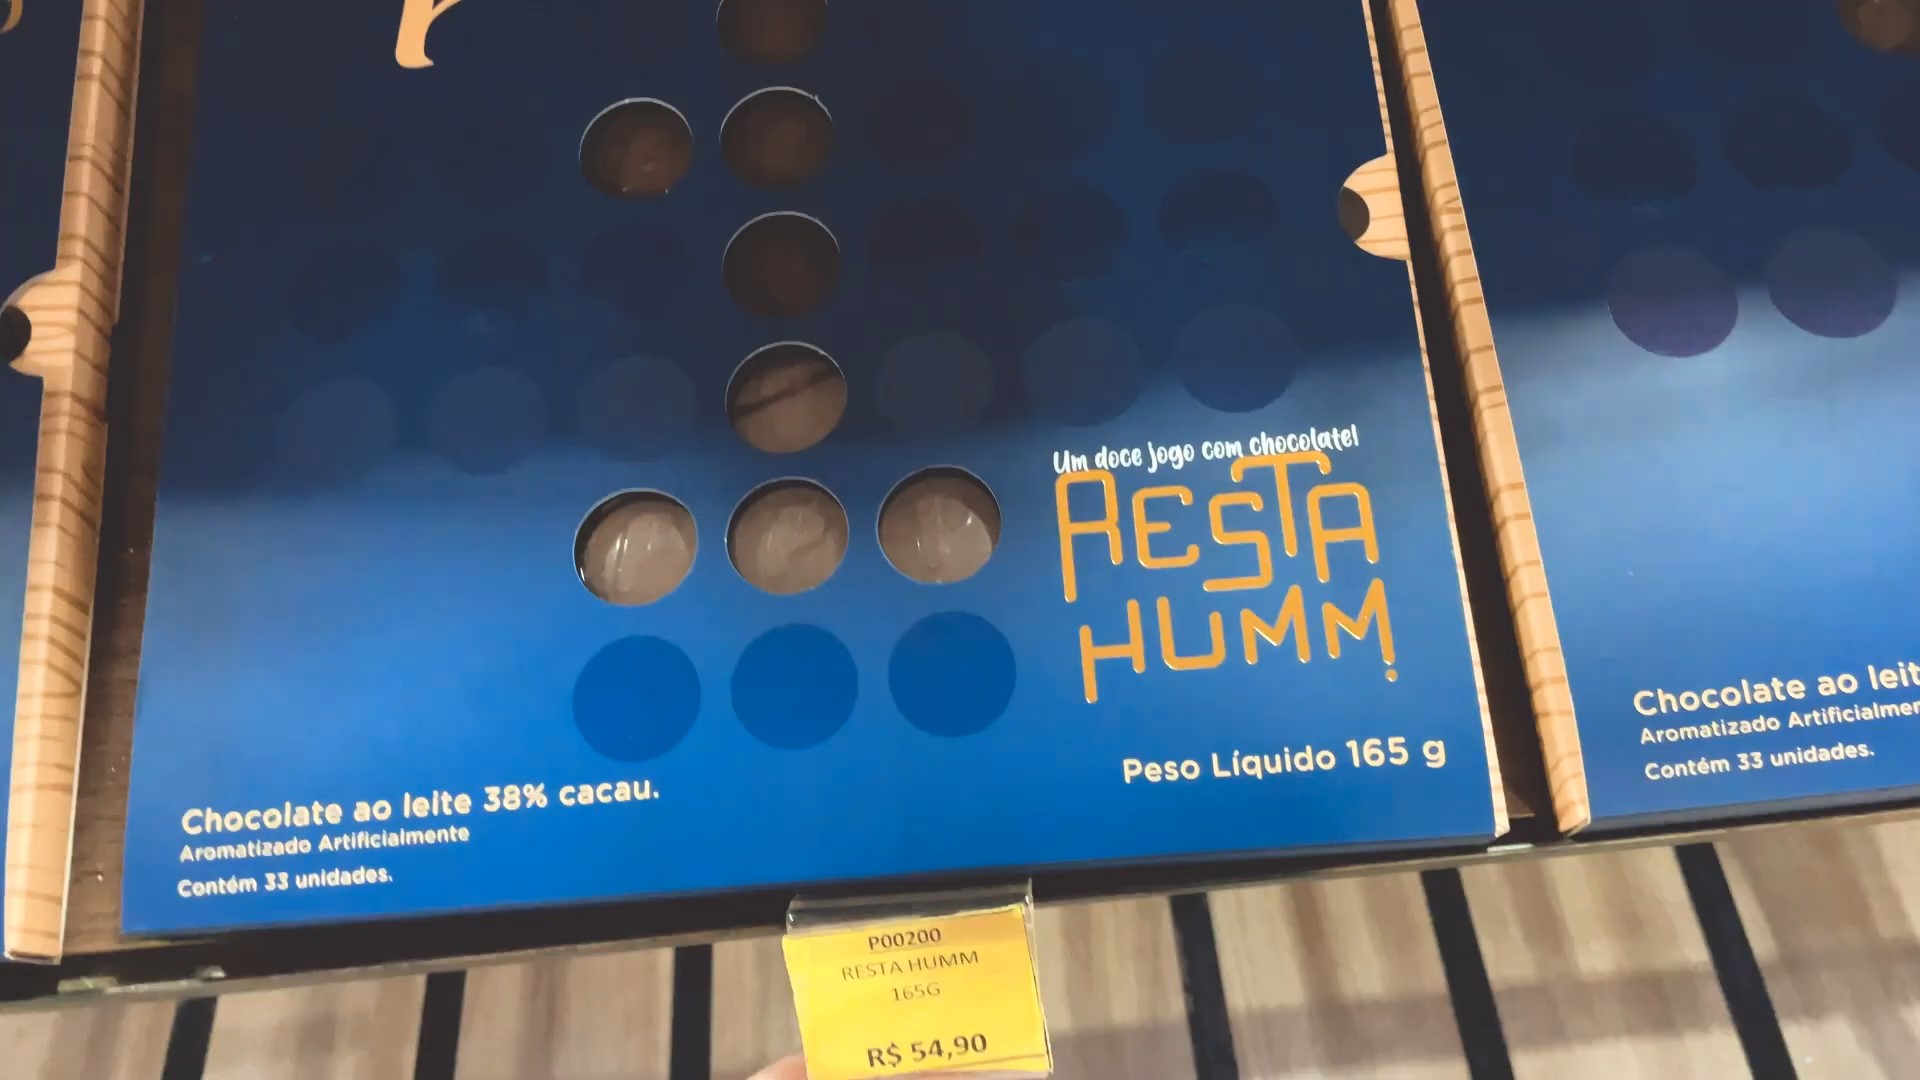 Um doce jogo com chocolate!
RESTA
HUMM!
Peso Líquido 165 g
Chocolate ao leite 38% cacau.
Aromatizado Artificialmente
Contém 33 unidades.
Chocolate ao leit
Aromatizado Artificialmen
Contém 33 unidades.
P00200
RESTA HUMM
165G
R$ 54,90